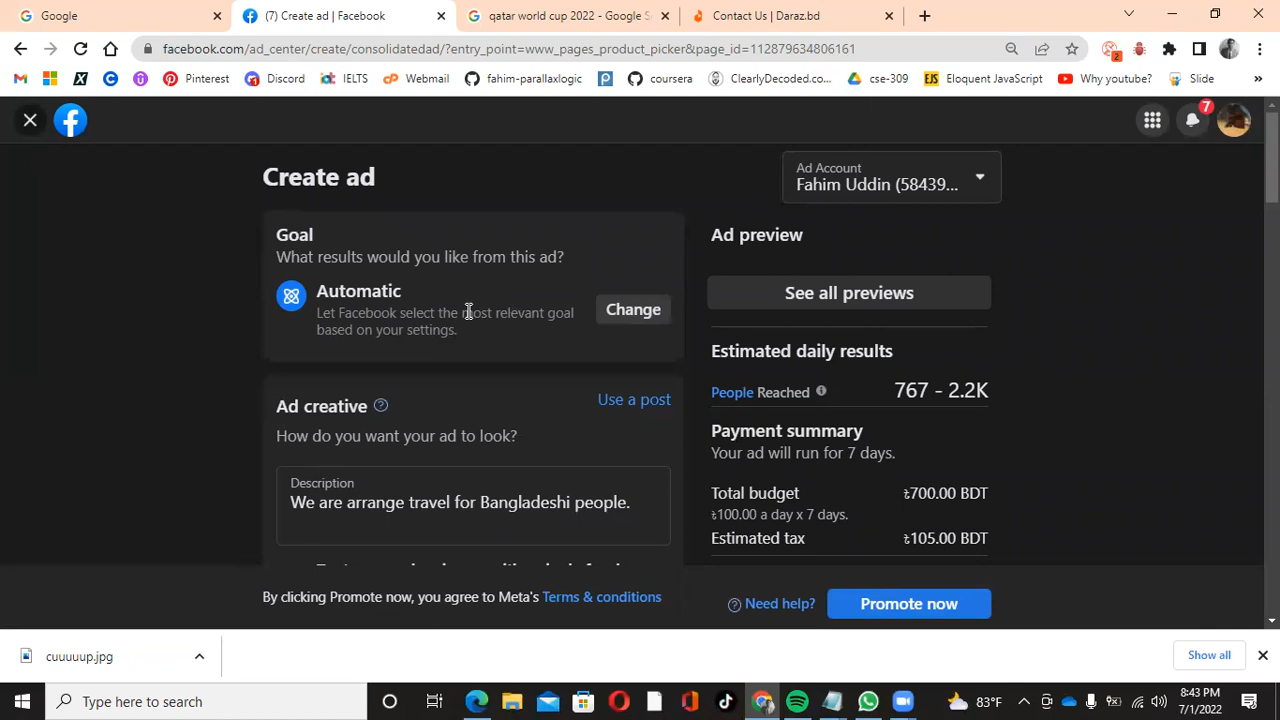 Google
(7) Create ad | Facebook
qatar world cup 2022 - Google S
Contact Us | Daraz.bd
facebook.com/ad_center/create/consolidatedad/?entry_point=www_pages_product_picker&page_id=112879654806161
2
Pinterest
Discord
IELTS
Webmail
fahim-parallaxlogic
coursera
ClearlyDecoded.co...
cse-309
EJS
Eloquent JavaScript
Why youtube?
Slide
»
7
Create ad
Ad Account
Fahim Uddin (58439...
Goal
What results would you like from this ad?
Automatic
Let Facebook select the most relevant goal
based on your settings.
Change
Ad preview
See all previews
Estimated daily results
People Reached
767 - 2.2K
Ad creative
Use a post
How do you want your ad to look?
Payment summary
Your ad will run for 7 days.
Description
We are arrange travel for Bangladeshi people.
Total budget
৳700.00 BDT
৳100.00 a day x 7 days.
Estimated tax
৳105.00 BDT
By clicking Promote now, you agree to Meta's Terms & conditions
Need help?
Promote now
cuuuuup.jpg
Show all
Type here to search
83°F
8:43 PM
7/1/2022